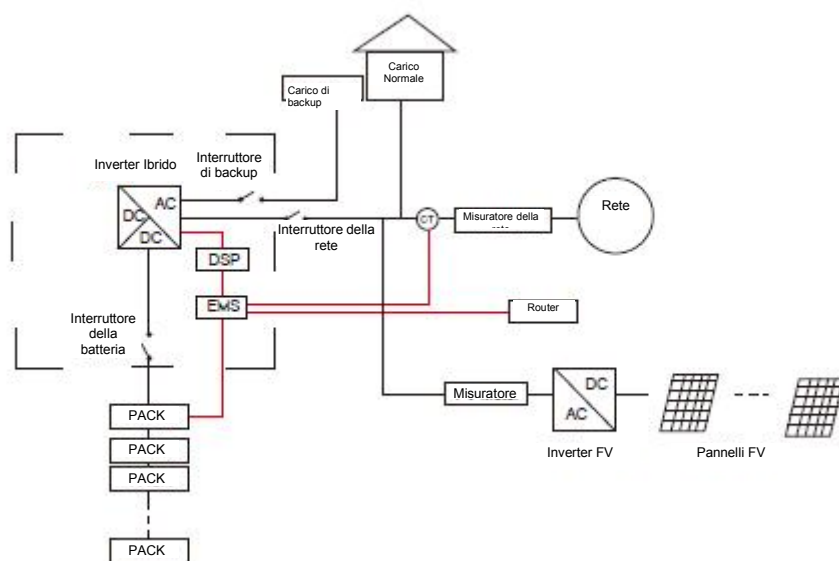 Carico
Normale
Carico di
backup
Inverter Ibrido
Interruttore
di backup
AC
DC
DC
Interruttore della
rete
CT
Misuratore della
Rete
DSP
EMS
Router
Interruttore
della
batteria
Misuratore
DC
AC
Inverter FV
Pannelli FV
PACK
PACK
PACK
PACK